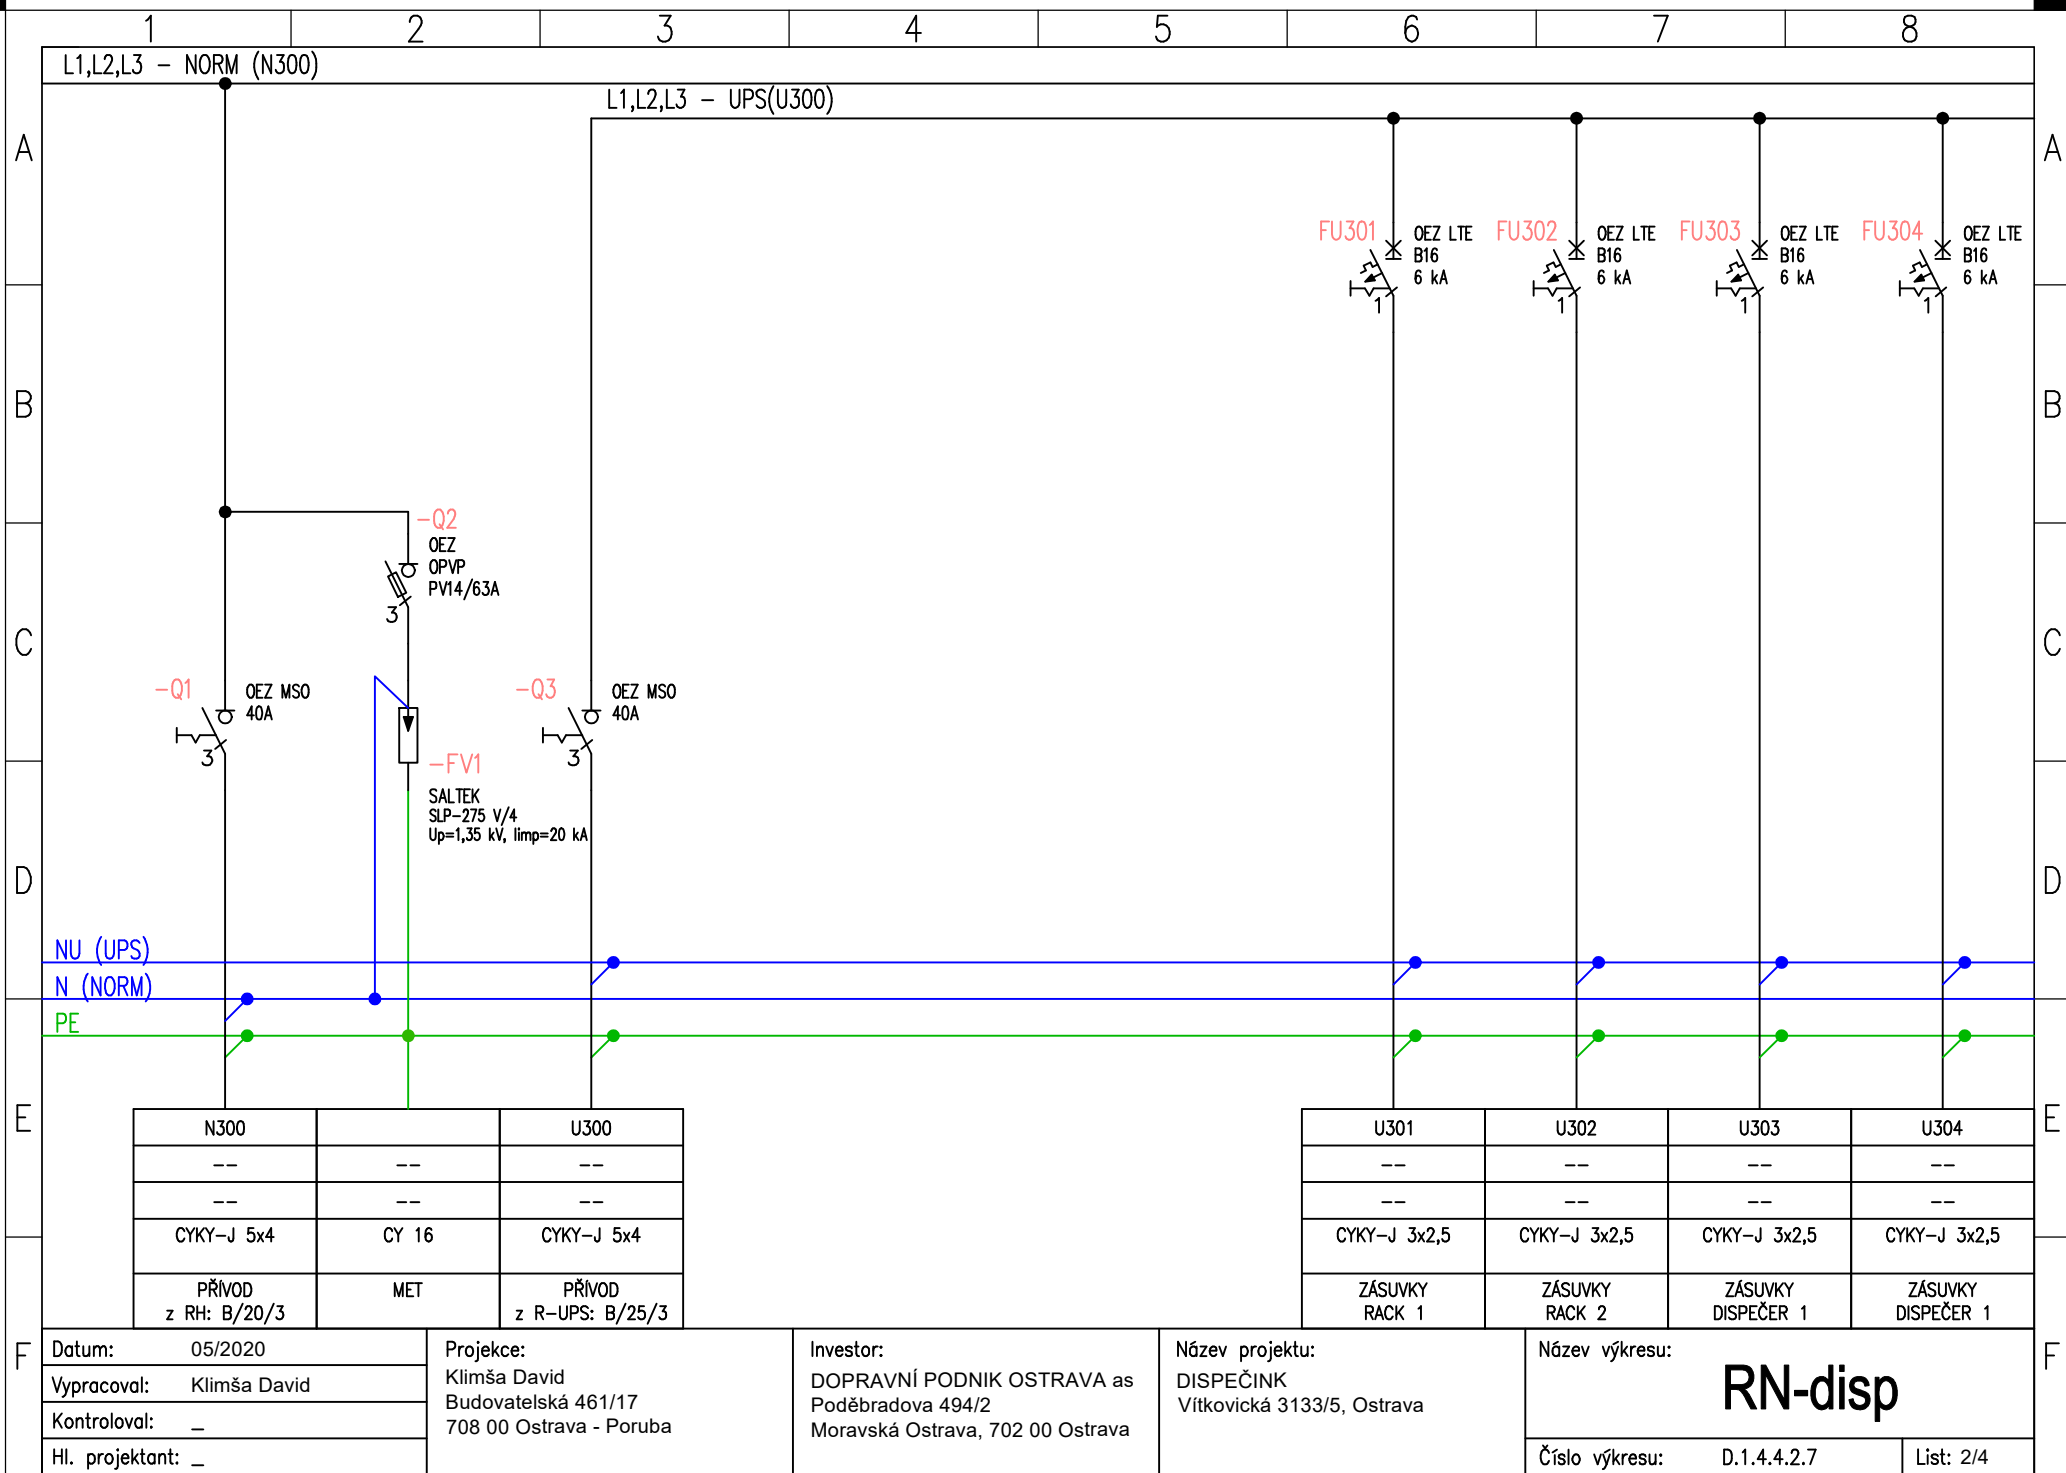 1 2 3 4 5 6 7 8
L1,L2,L3 – NORM (N300)
L1,L2,L3 – UPS(U300)
A A
FU301 OEZ LTE
B16
6 kA
1
FU302 OEZ LTE
B16
6 kA
1
FU303 OEZ LTE
B16
6 kA
1
FU304 OEZ LTE
B16
6 kA
1
B B
–Q2
OEZ
OPVP
PV14/63A
3
C C
–Q1 OEZ MSO
40A
3
–Q3 OEZ MSO
40A
3
–FV1
SALTEK
SLP–275 V/4
Up=1,35 kV, Iimp=20 kA
D D
NU (UPS)
N (NORM)
PE
E E
N300 U300 U301 U302 U303 U304
–– –– –– –– –– –– ––
–– –– –– –– –– –– ––
CYKY–J 5x4 CY 16 CYKY–J 5x4 CYKY–J 3x2,5 CYKY–J 3x2,5 CYKY–J 3x2,5 CYKY–J 3x2,5
PŘÍVOD MET PŘÍVOD ZÁSUVKY ZÁSUVKY ZÁSUVKY ZÁSUVKY
z RH: B/20/3 z R–UPS: B/25/3 RACK 1 RACK 2 DISPEČER 1 DISPEČER 1
F F
Datum: 05/2020
Vypracoval: Klimša David
Kontroloval: _
Hl. projektant: _
Projekce:
Klimša David
Budovatelská 461/17
708 00 Ostrava - Poruba
Investor:
DOPRAVNÍ PODNIK OSTRAVA as
Poděbradova 494/2
Moravská Ostrava, 702 00 Ostrava
Název projektu:
DISPEČINK
Vítkovická 3133/5, Ostrava
Název výkresu:
RN-disp
Číslo výkresu: D.1.4.4.2.7 List: 2/4